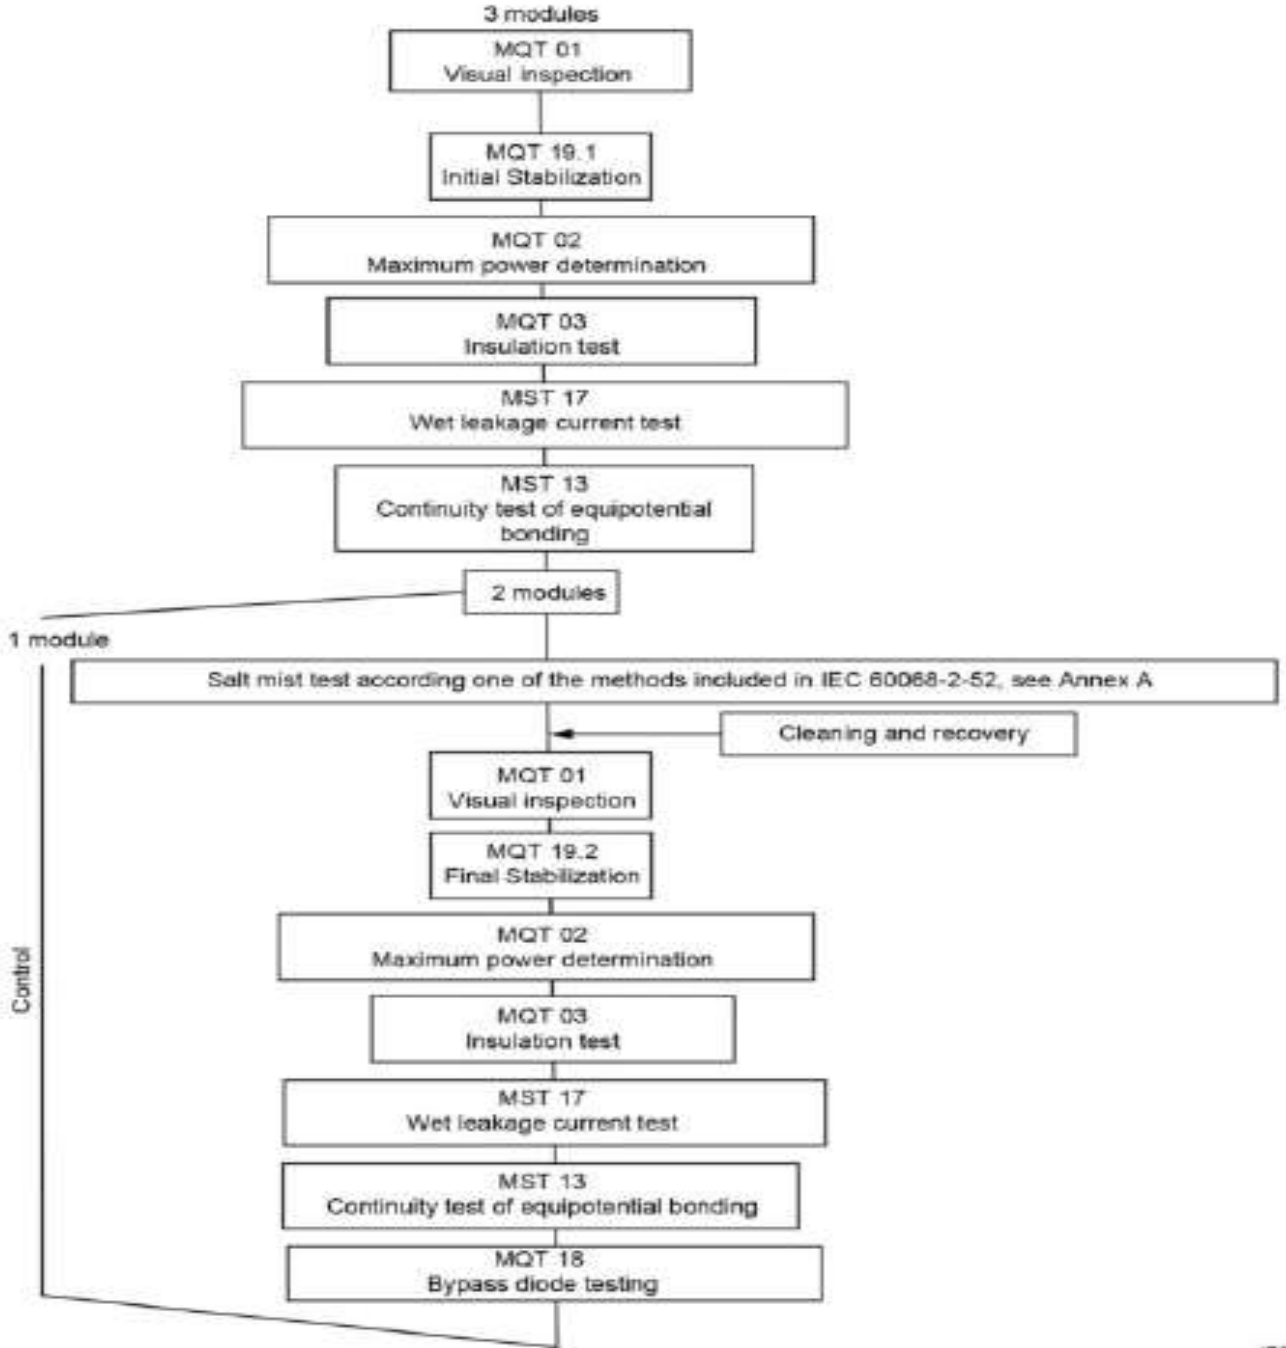 3 modules
MQT 01
Visual inspection
MQT 19.1
Initial Stabilization
MQT 02
Maximum power determination
MQT 03
Insulation test
MST 17
Wet leakage current test
MST 13
Continuity test of equipotential
bonding
2 modules
1 module
Salt mist test according one of the methods included in IEC 60068-2-52, see Annex A
Cleaning and recovery
MQT 01
Visual inspection
MQT 19.2
Final Stabilization
MQT 02
Maximum power determination
Control
MQT 03
Insulation test
MST 17
Wet leakage current test
MST 13
Continuity test of equipotential bonding
MQT 18
Bypass diode testing